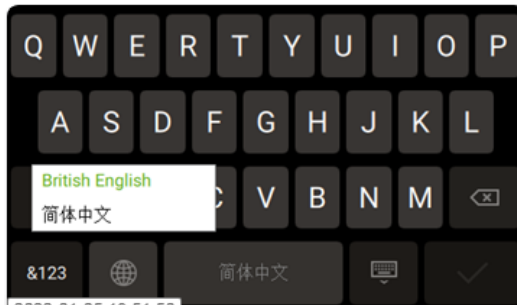 Q W E R T Y U I O P
A S D F G H J K L
British English
简体中文
V B N M
&123 简体中文